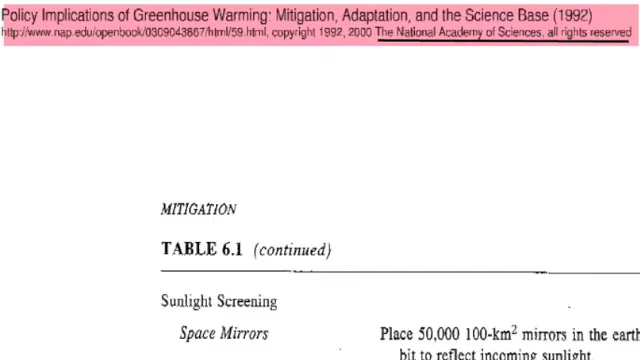 Policy Implications of Greenhouse Warming: Mitigation, Adaptation, and the Science Base (1992)
http://www.nap.edu/openbook/0309043867/html/59.html, copyright 1992, 2000 The National Academy of Sciences, all rights reserved
MITIGATION
TABLE 6.1 (continued)
Sunlight Screening
Space Mirrors Place 50,000 100-km² mirrors in the earth
bit to reflect incoming sunlight